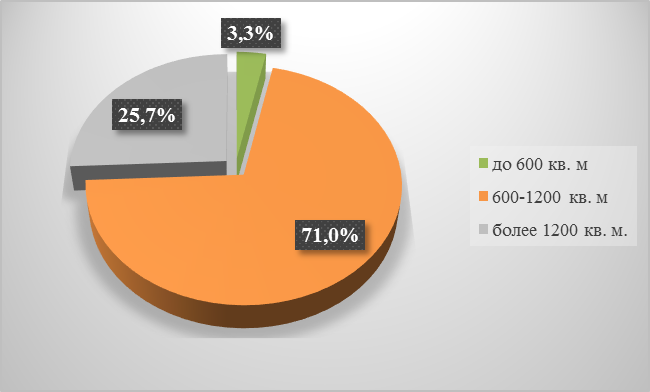 3,3%
25,7%
71,0%
до 600 кв. м
600-1200 кв. м
более 1200 кв. м.